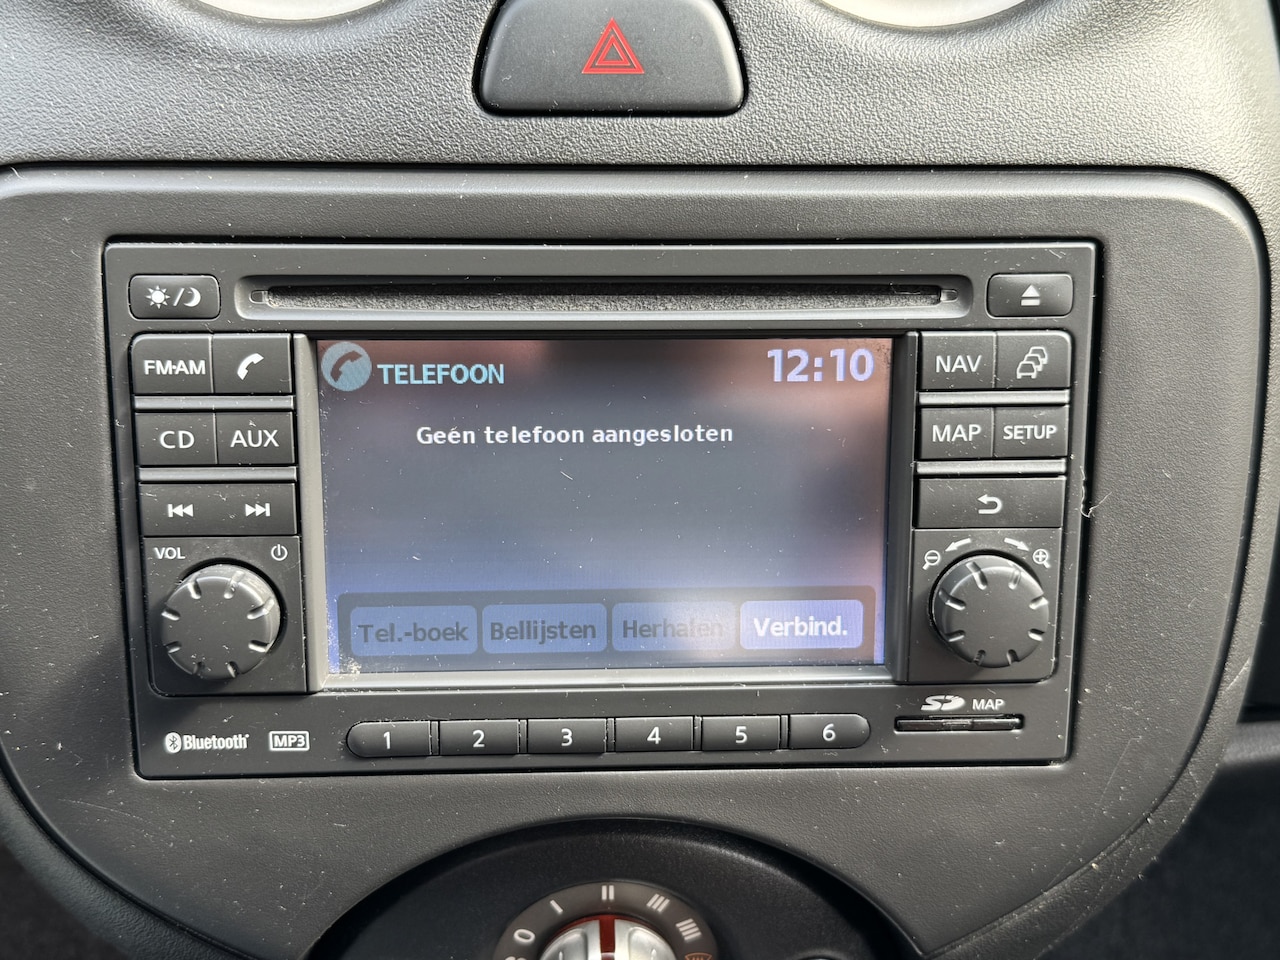 FM·AM
CD
AUX
VOL
TELEFOON
12:10
Geen telefoon aangesloten
Tel.-boek
Bellijsten
Herhalen
Verbind.
NAV
MAP
SETUP
SD MAP
Bluetooth
MP3
1
2
3
4
5
6
0